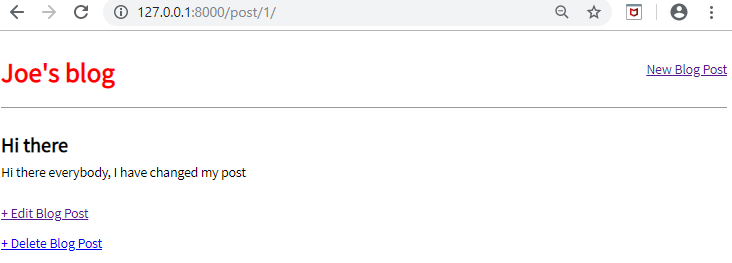 127.0.0.1:8000/post/1/
Joe's blog
New Blog Post
Hi there
Hi there everybody, I have changed my post
+ Edit Blog Post
+ Delete Blog Post